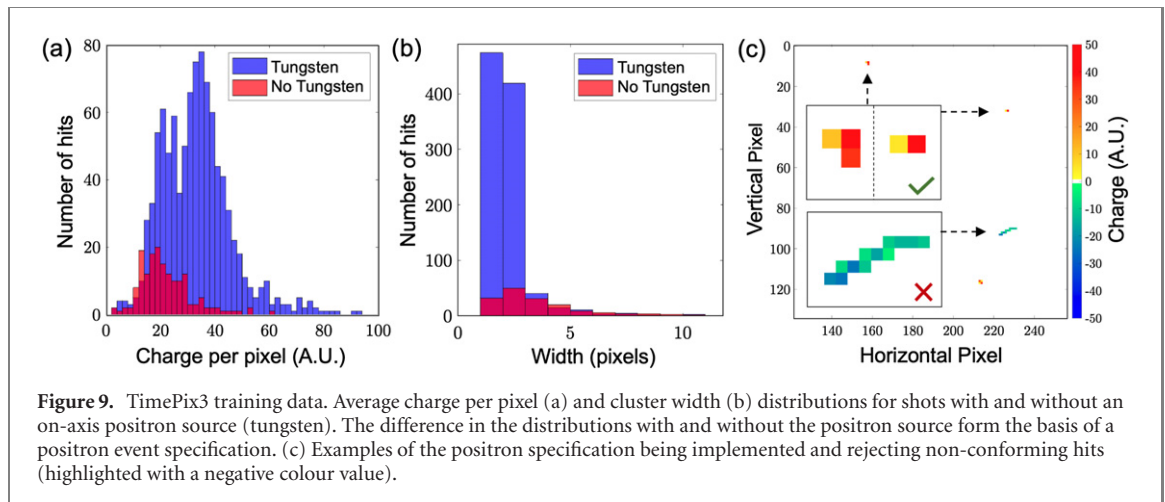 (a)
80
60
40
20
0
Number of hits
Tungsten
No Tungsten
0 20 40 60 80 100
Charge per pixel (A.U.)
(b)
400
300
200
100
0
Number of hits
Tungsten
No Tungsten
0 5 10
Width (pixels)
(c)
0
20
40
60
80
100
120
Vertical Pixel
140 160 180 200 220 240
Horizontal Pixel
50
40
30
20
10
0
-10
-20
-30
-40
-50
Charge (A.U.)
Figure 9. TimePix3 training data. Average charge per pixel (a) and cluster width (b) distributions for shots with and without an
on-axis positron source (tungsten). The difference in the distributions with and without the positron source form the basis of a
positron event specification. (c) Examples of the positron specification being implemented and rejecting non-conforming hits
(highlighted with a negative colour value).